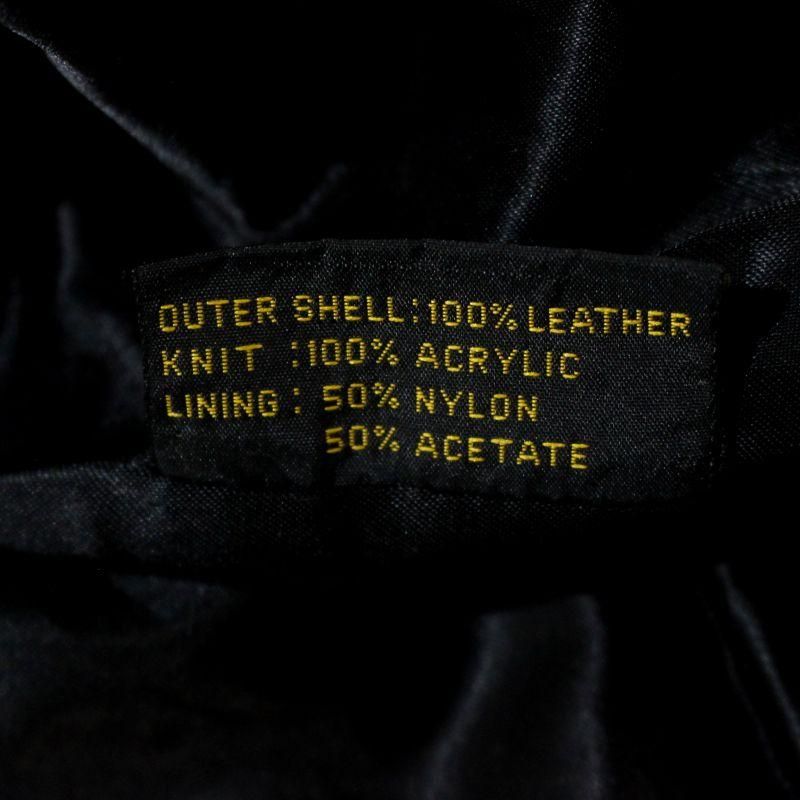 OUTER SHELL:100% LEATHER
KNIT :100% ACRYLIC
LINING: 50% NYLON
50% ACETATE